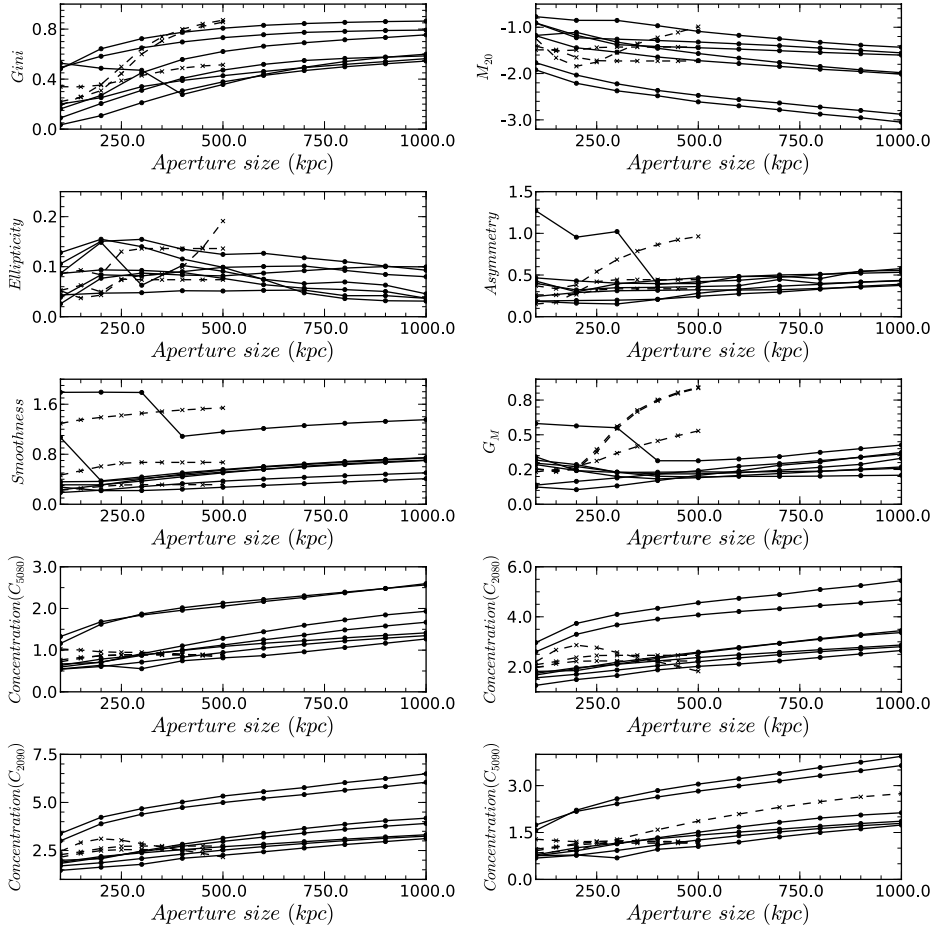 Gini
0.8
0.4
0.0
250.0 500.0 750.0 1000.0
Aperture size (kpc)
M20
-1.0
-2.0
-3.0
250.0 500.0 750.0 1000.0
Aperture size (kpc)
Ellipticity
0.2
0.1
0.0
250.0 500.0 750.0 1000.0
Aperture size (kpc)
Asymmetry
1.5
1.0
0.5
0.0
250.0 500.0 750.0 1000.0
Aperture size (kpc)
Smoothness
1.6
0.8
0.0
250.0 500.0 750.0 1000.0
Aperture size (kpc)
GM
0.8
0.5
0.2
0.0
250.0 500.0 750.0 1000.0
Aperture size (kpc)
Concentration(C5080)
3.0
2.0
1.0
0.0
250.0 500.0 750.0 1000.0
Aperture size (kpc)
Concentration(C2080)
6.0
4.0
2.0
250.0 500.0 750.0 1000.0
Aperture size (kpc)
Concentration(C2090)
7.5
5.0
2.5
250.0 500.0 750.0 1000.0
Aperture size (kpc)
Concentration(C5090)
3.0
1.5
0.0
250.0 500.0 750.0 1000.0
Aperture size (kpc)